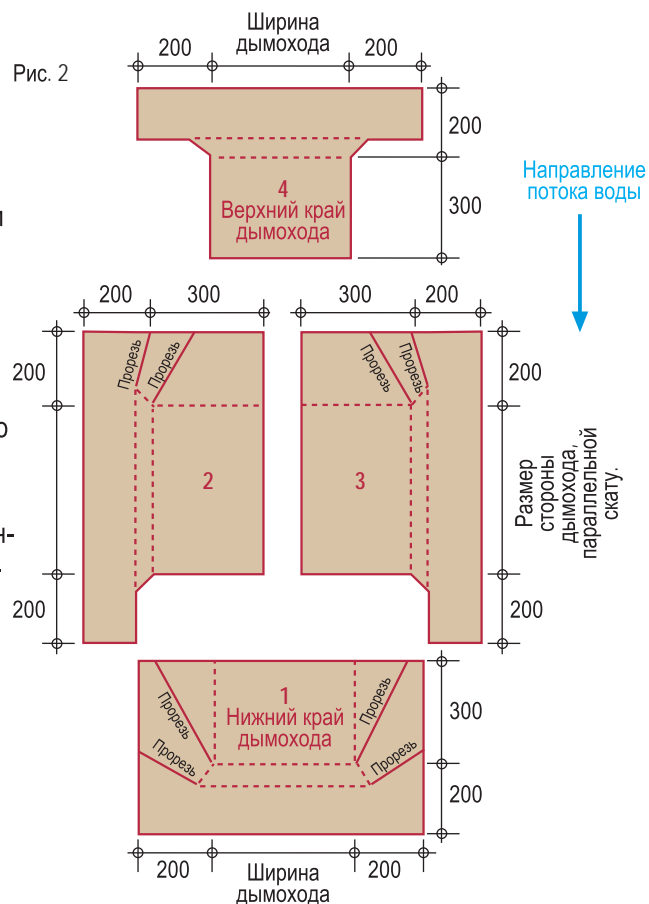 Рис. 2
Ширина
дымохода
200
200
200
300
4
Верхний край
дымохода
Направление
потока воды
и
200
300
300
200
200
200
Прорезь
Прорезь
Прорезь
Прорезь
о
2
3
Размер
стороны
дымохода,
параллельной
скату.
н-
200
200
1
Нижний край
дымохода
Прорезь
Прорезь
Прорезь
Прорезь
300
200
200
Ширина
дымохода
200